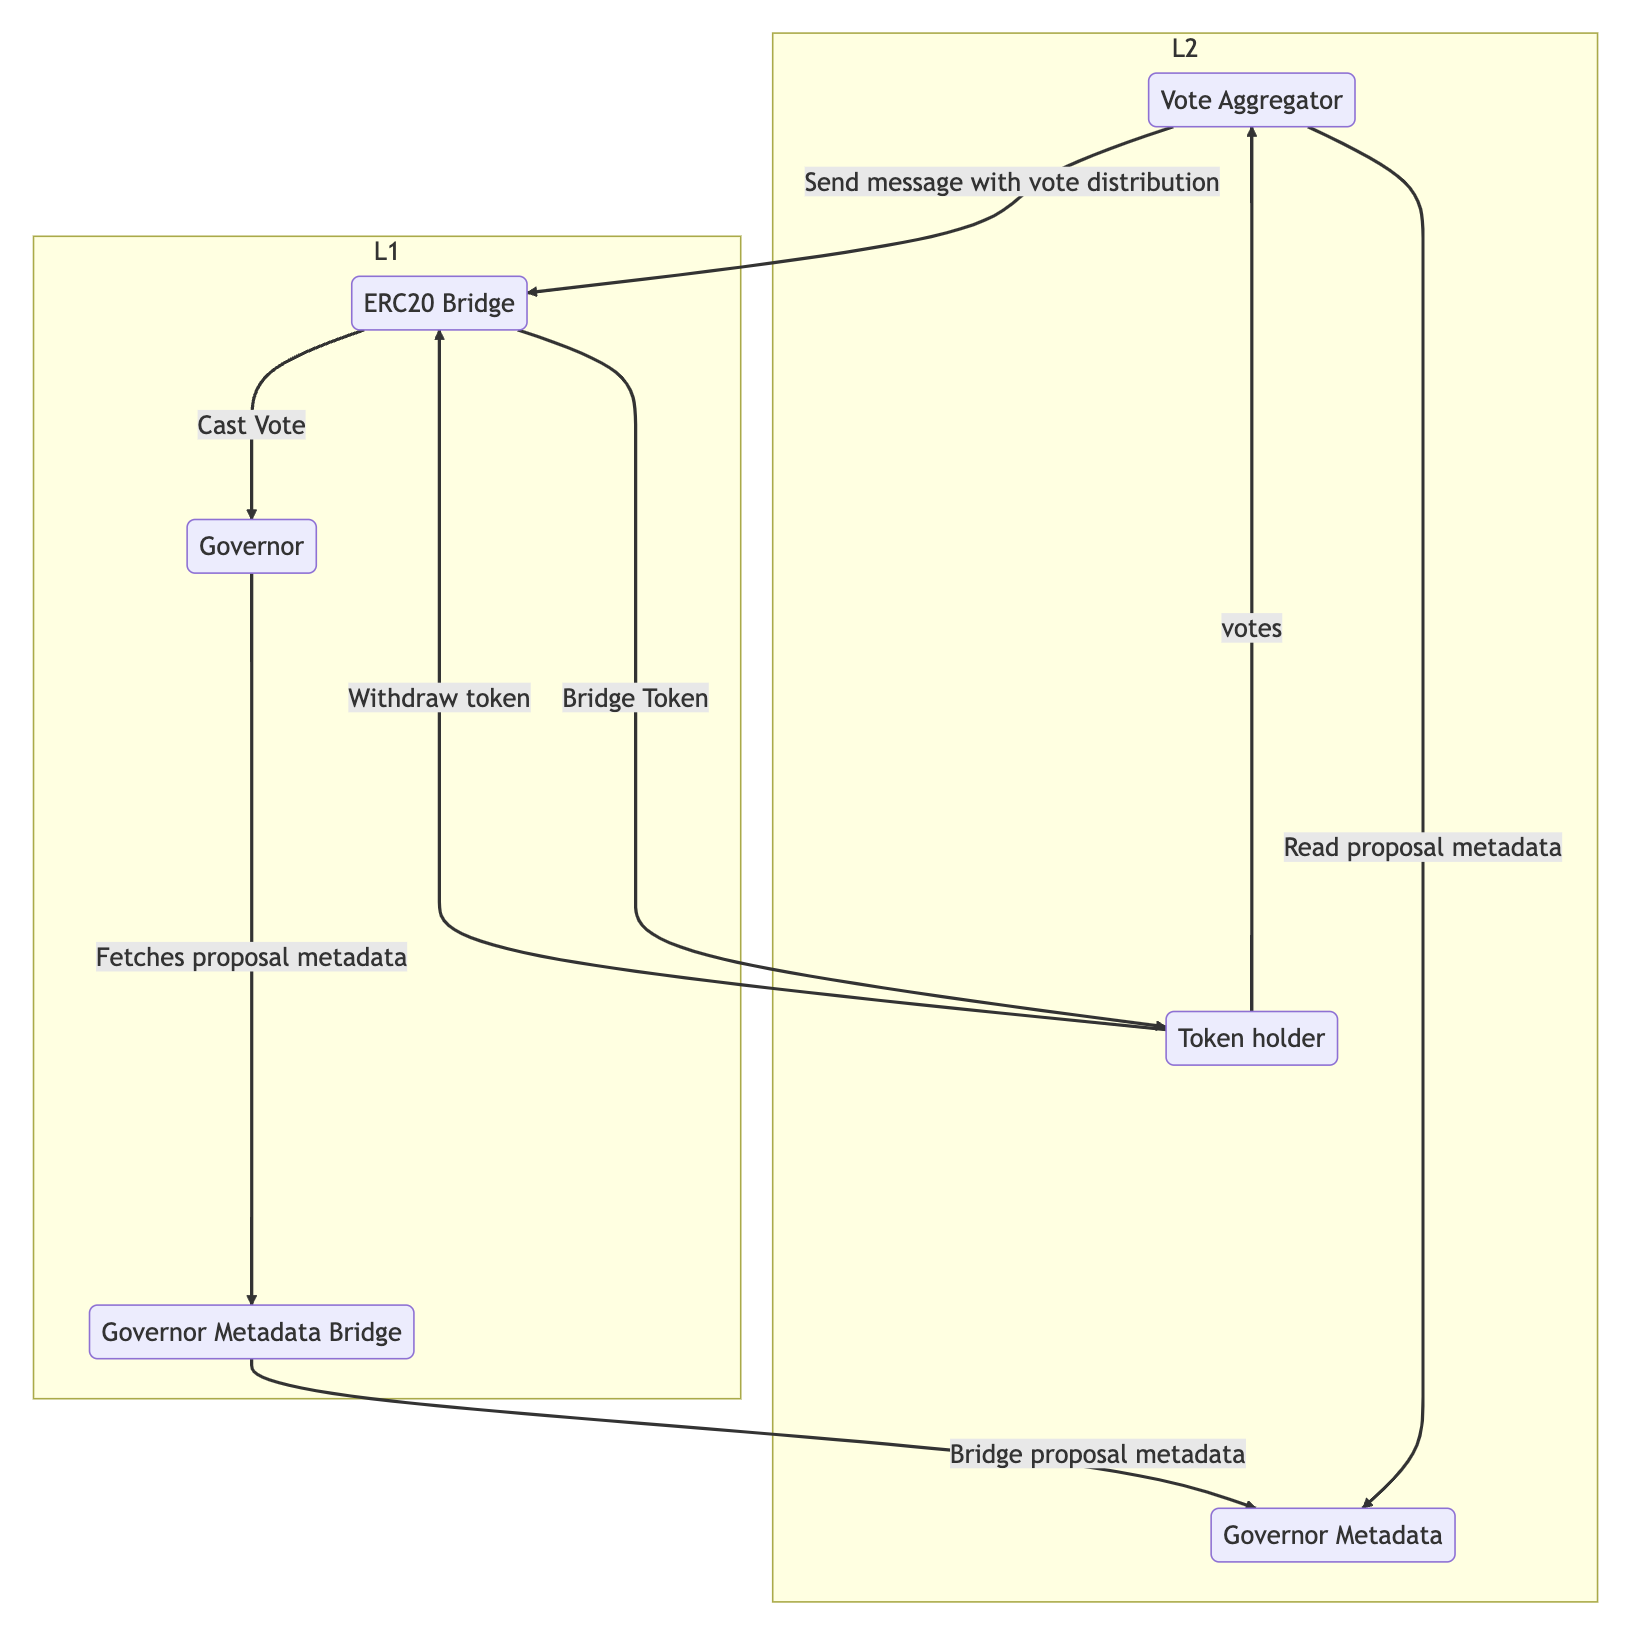 L2
Vote Aggregator
Send message with vote distribution
L1
ERC20 Bridge
Cast Vote
Governor
votes
Withdraw token
Bridge Token
Read proposal metadata
Fetches proposal metadata
Token holder
Governor Metadata Bridge
Bridge proposal metadata
Governor Metadata